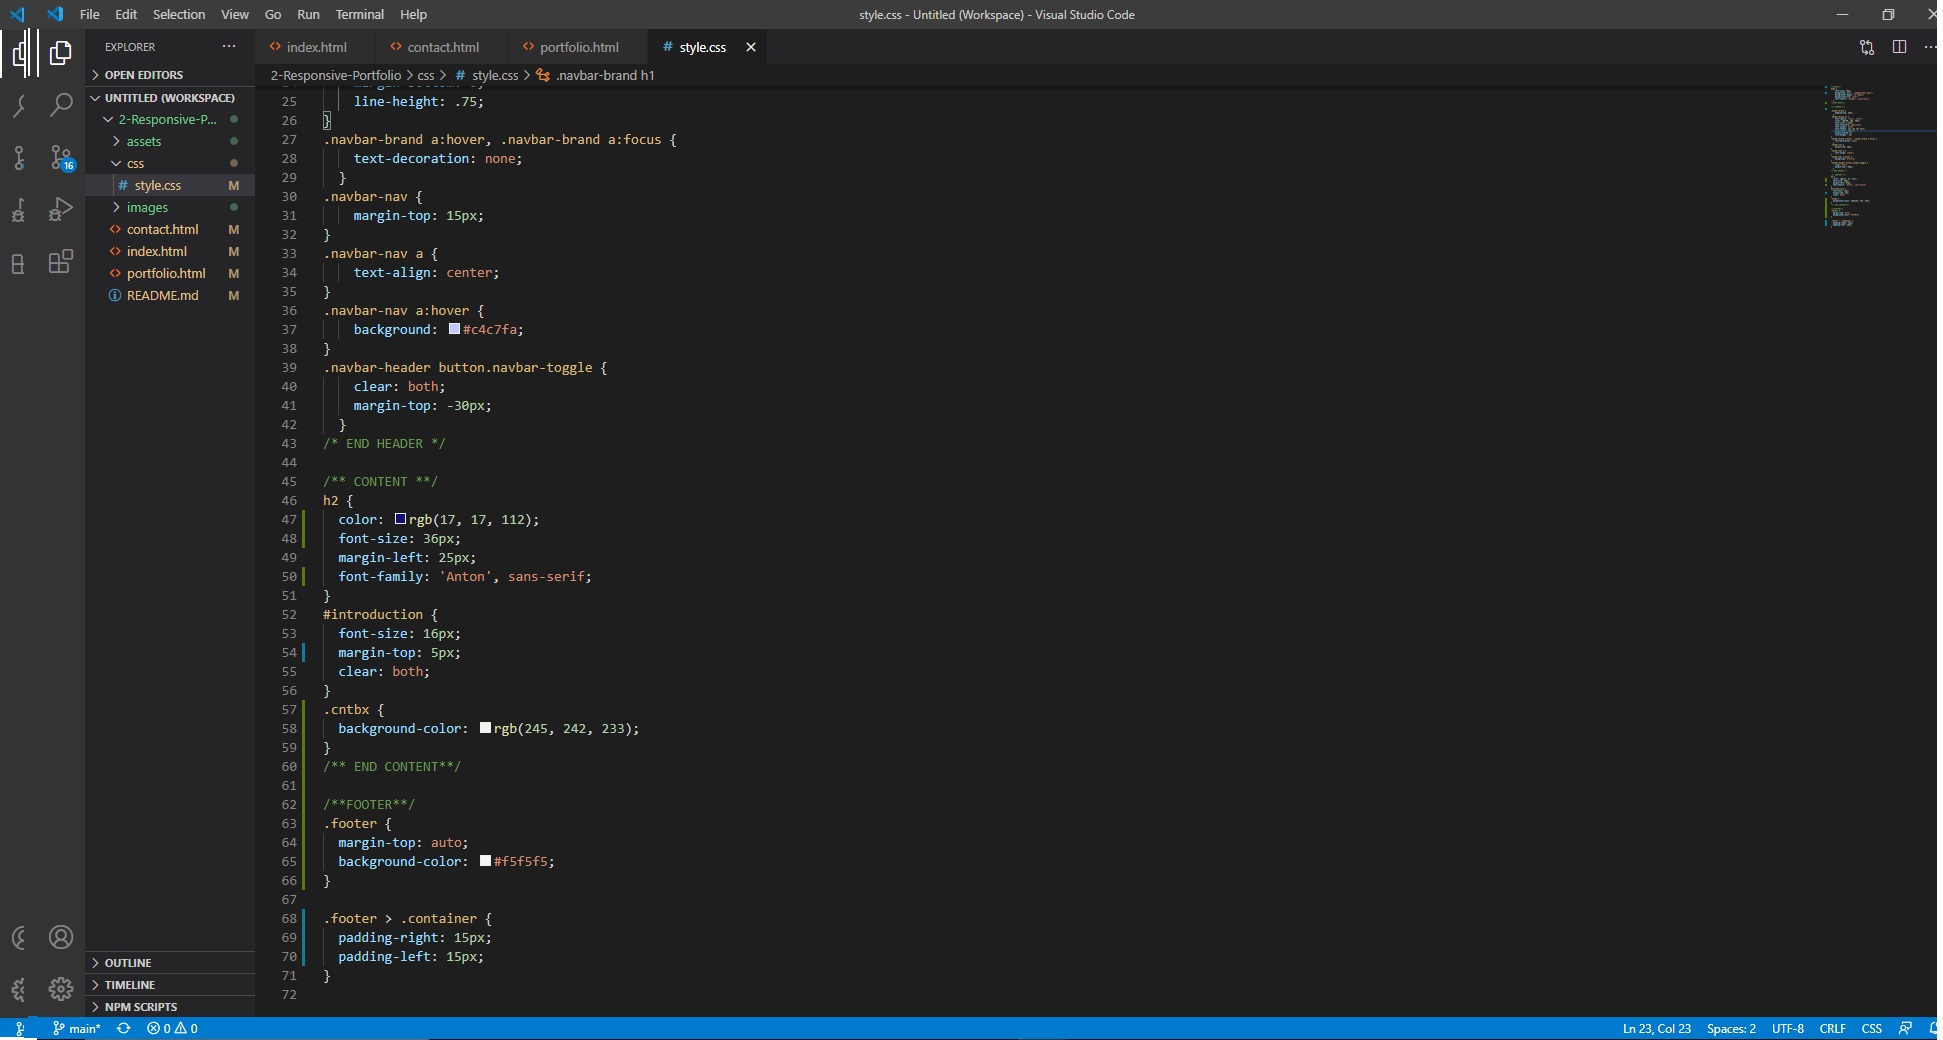 File Edit Selection View Go Run Terminal Help
style.css - Untitled (Workspace) - Visual Studio Code
EXPLORER
index.html contact.html portfolio.html # style.css
2-Responsive-Portfolio > css > # style.css > .navbar-brand h1
OPEN EDITORS
UNTITLED (WORKSPACE)
2-Responsive-P...
assets
css
# style.css M
images
contact.html M
index.html M
portfolio.html M
README.md M
OUTLINE
TIMELINE
NPM SCRIPTS
16
25 line-height: .75;
26 }
27 .navbar-brand a:hover, .navbar-brand a:focus {
28 text-decoration: none;
29 }
30 .navbar-nav {
31 margin-top: 15px;
32 }
33 .navbar-nav a {
34 text-align: center;
35 }
36 .navbar-nav a:hover {
37 background: #c4c7fa;
38 }
39 .navbar-header button.navbar-toggle {
40 clear: both;
41 margin-top: -30px;
42 }
43 /* END HEADER */
44
45 /** CONTENT **/
46 h2 {
47 color: rgb(17, 17, 112);
48 font-size: 36px;
49 margin-left: 25px;
50 font-family: 'Anton', sans-serif;
51 }
52 #introduction {
53 font-size: 16px;
54 margin-top: 5px;
55 clear: both;
56 }
57 .cntbx {
58 background-color: rgb(245, 242, 233);
59 }
60 /** END CONTENT**/
61
62 /**FOOTER**/
63 .footer {
64 margin-top: auto;
65 background-color: #f5f5f5;
66 }
67
68 .footer > .container {
69 padding-right: 15px;
70 padding-left: 15px;
71 }
72
main* 0 0
Ln 23, Col 23 Spaces: 2 UTF-8 CRLF CSS